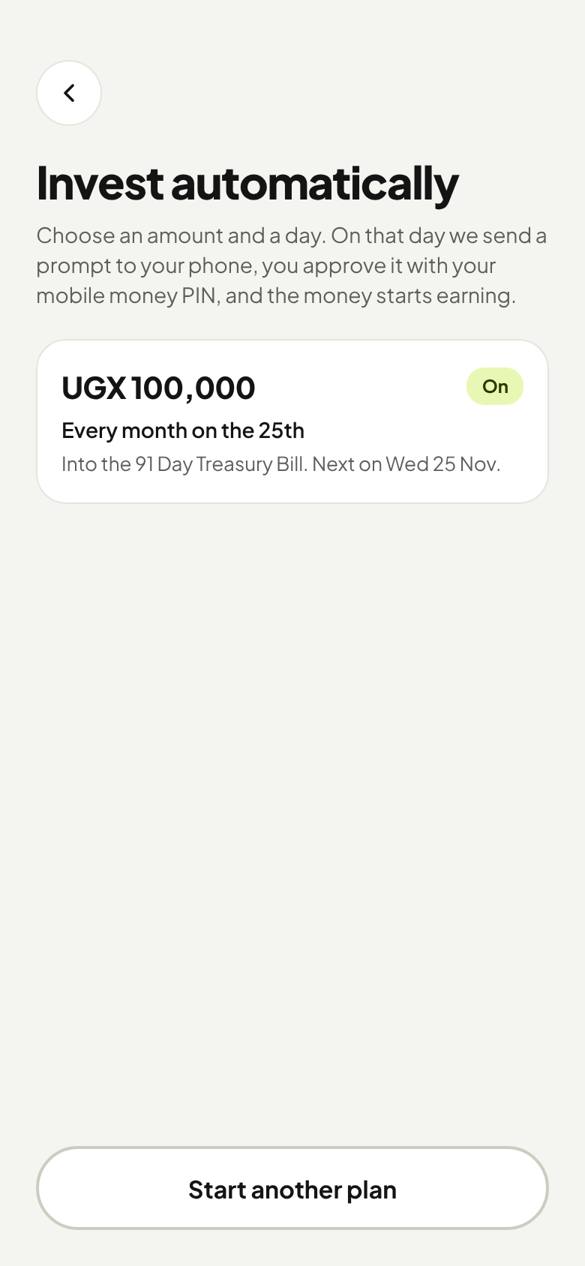 Invest automatically
Choose an amount and a day. On that day we send a
prompt to your phone, you approve it with your
mobile money PIN, and the money starts earning.
UGX 100,000
On
Every month on the 25th
Into the 91 Day Treasury Bill. Next on Wed 25 Nov.
Start another plan